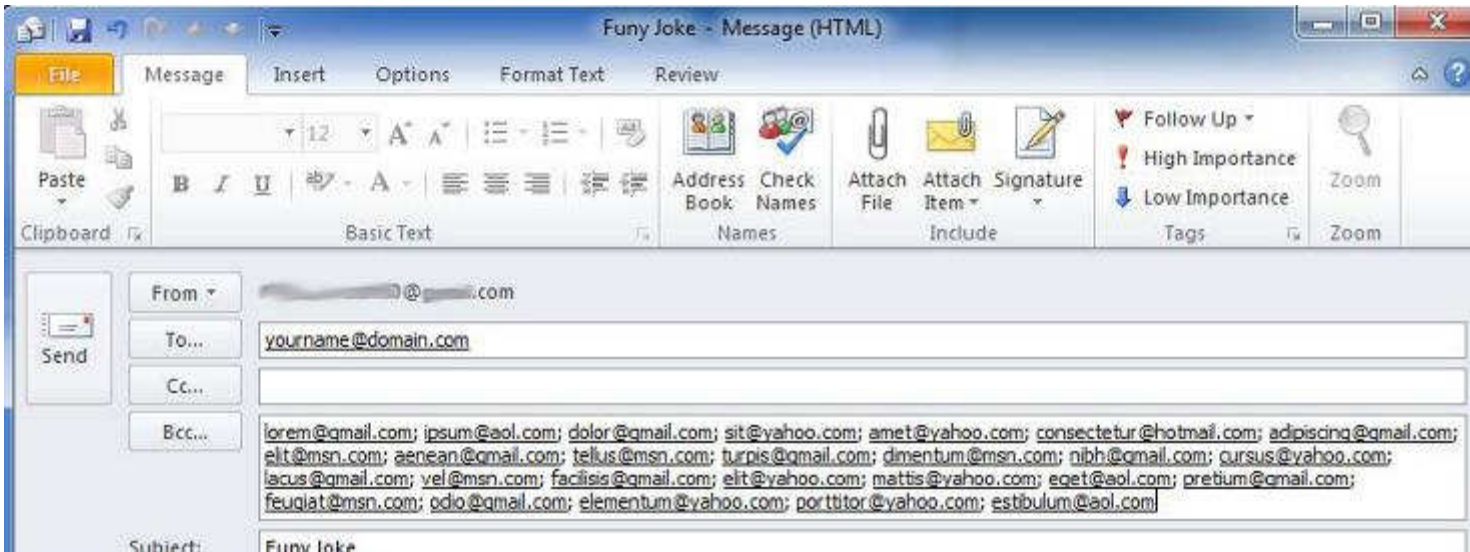 Funy Joke - Message (HTML)
File Message Insert Options Format Text Review
Paste
Clipboard
12
Basic Text
Address Book
Check Names
Names
Attach File
Attach Item
Signature
Include
Follow Up
High Importance
Low Importance
Tags
Zoom
Zoom
Send
From @ .com
To... yourname@domain.com
Cc...
Bcc... lorem@gmail.com; ipsum@aol.com; dolor@gmail.com; sit@yahoo.com; amet@yahoo.com; consectetur@hotmail.com; adipiscing@gmail.com;
elit@msn.com; aenean@gmail.com; tellus@msn.com; turpis@gmail.com; dimentum@msn.com; nibh@gmail.com; cursus@yahoo.com;
lacus@gmail.com; vel@msn.com; facilisis@gmail.com; elit@yahoo.com; mattis@yahoo.com; eget@aol.com; pretium@gmail.com;
feugiat@msn.com; odio@gmail.com; elementum@yahoo.com; porttitor@yahoo.com; estibulum@aol.com
Subject: Funy Joke